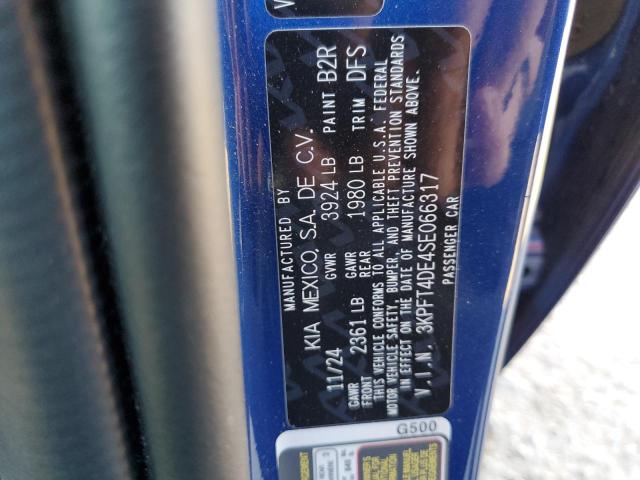 MANUFACTURED BY
KIA MEXICO, S.A. DE C.V.
11/24 GVWR 3924 LB PAINT B2R
GAWR FRONT 2361 LB GAWR REAR 1980 LB TRIM DFS
THIS VEHICLE CONFORMS TO ALL APPLICABLE U.S.A. FEDERAL
MOTOR VEHICLE SAFETY, BUMPER, AND THEFT PREVENTION STANDARDS
IN EFFECT ON THE DATE OF MANUFACTURE SHOWN ABOVE.
V.I.N. 3KPFT4DE4SE066317
PASSENGER CAR
G500